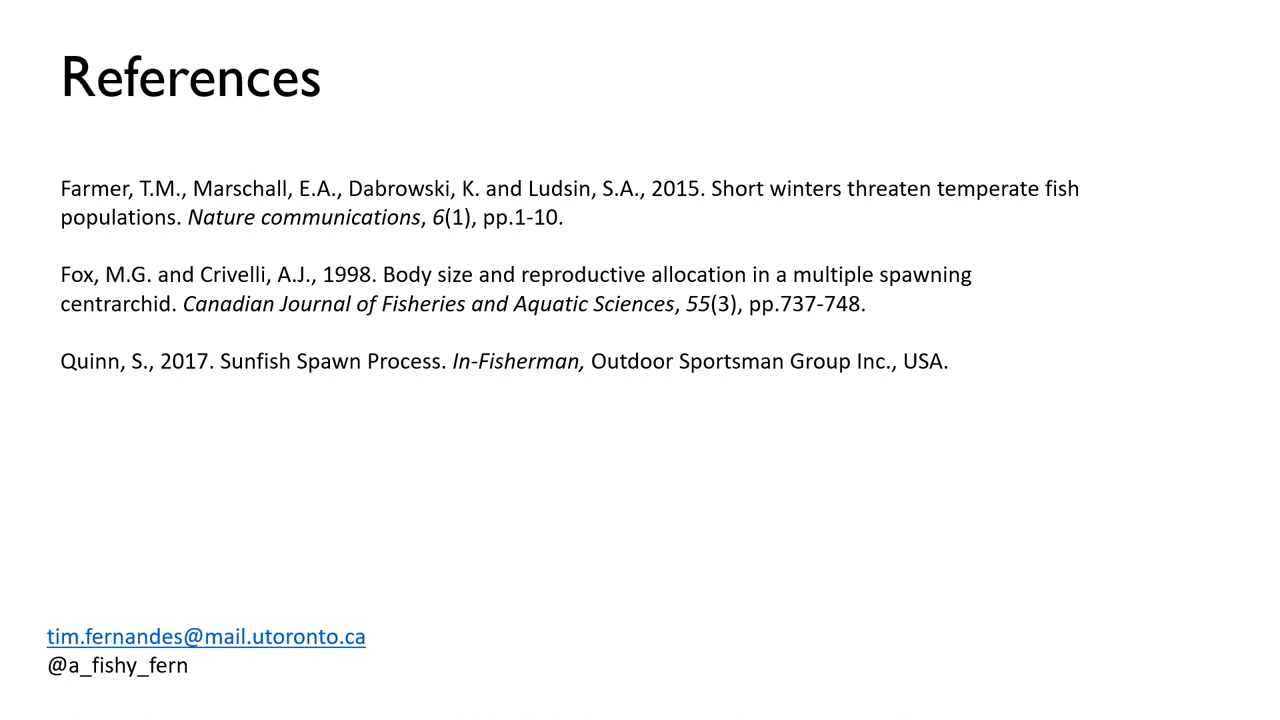 References
Farmer, T.M., Marschall, E.A., Dabrowski, K. and Ludsin, S.A., 2015. Short winters threaten temperate fish
populations. Nature communications, 6(1), pp.1-10.
Fox, M.G. and Crivelli, A.J., 1998. Body size and reproductive allocation in a multiple spawning
centrarchid. Canadian Journal of Fisheries and Aquatic Sciences, 55(3), pp.737-748.
Quinn, S., 2017. Sunfish Spawn Process. In-Fisherman, Outdoor Sportsman Group Inc., USA.
tim.fernandes@mail.utoronto.ca
@a_fishy_fern